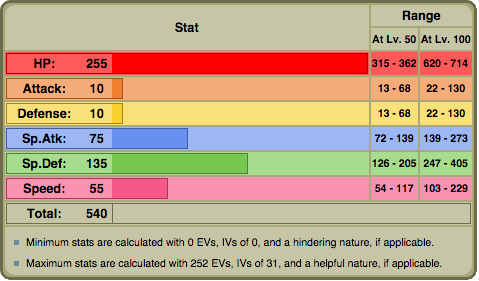 Stat Range
At Lv. 50 At Lv. 100
HP: 255 315 - 362 620 - 714
Attack: 10 13 - 68 22 - 130
Defense: 10 13 - 68 22 - 130
Sp.Atk: 75 72 - 139 139 - 273
Sp.Def: 135 126 - 205 247 - 405
Speed: 55 54 - 117 103 - 229
Total: 540
Minimum stats are calculated with 0 EVs, IVs of 0, and a hindering nature, if applicable.
Maximum stats are calculated with 252 EVs, IVs of 31, and a helpful nature, if applicable.